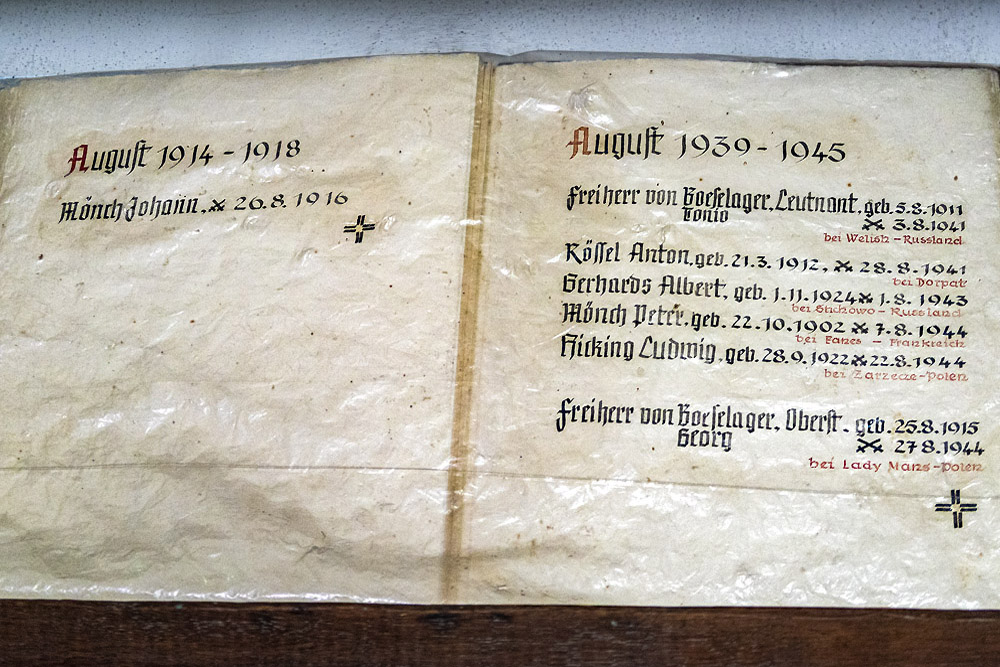 August 1914 - 1918
Mönch Johann, ⚔ 26.8.1916
August 1939 - 1945
Freiherr von Boeselager, Leutnant, geb. 5.8.1911
Tonio ⚔ 3.8.1941
bei Welish - Russland
Rössel Anton, geb. 21.3.1912, ⚔ 28.8.1941
bei Dorpat
Gerhards Albert, geb. 1.11.1924 ⚔ 1.8.1943
bei - Russland
Mönch Peter, geb. 22.10.1902 ⚔ 7.8.1944
bei Fanes - Frankreich
Hicking Ludwig, geb. 28.9.1922 ⚔ 22.8.1944
bei Zarzecze - Polen
Freiherr von Boeselager, Oberst. geb. 25.8.1915
Georg ⚔ 27.8.1944
bei Lady Mans - Polen